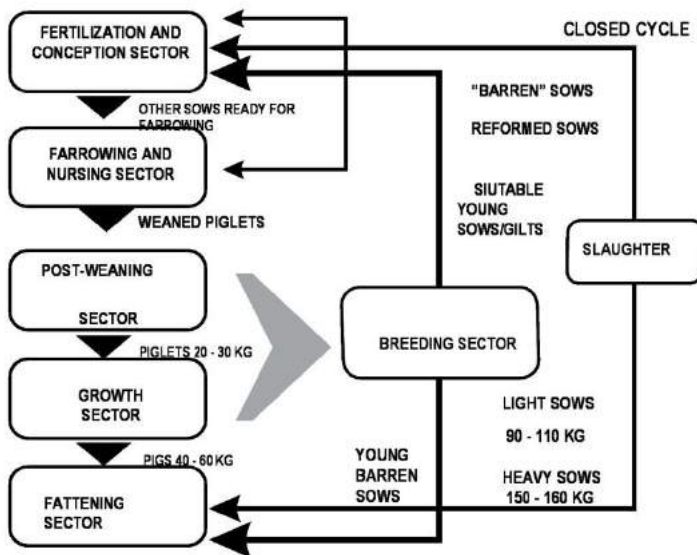 FERTILIZATION AND
CONCEPTION SECTOR
OTHER SOWS READY FOR
FARROWING
FARROWING AND
NURSING SECTOR
WEANED PIGLETS
POST-WEANING
SECTOR
PIGLETS 20 - 30 KG
GROWTH
SECTOR
PIGS 40 - 60 KG
FATTENING
SECTOR
BREEDING SECTOR
YOUNG
BARREN
SOWS
CLOSED CYCLE
"BARREN" SOWS
REFORMED SOWS
SIUTABLE
YOUNG
SOWS/GILTS
SLAUGHTER
LIGHT SOWS
90 - 110 KG
HEAVY SOWS
150 - 160 KG